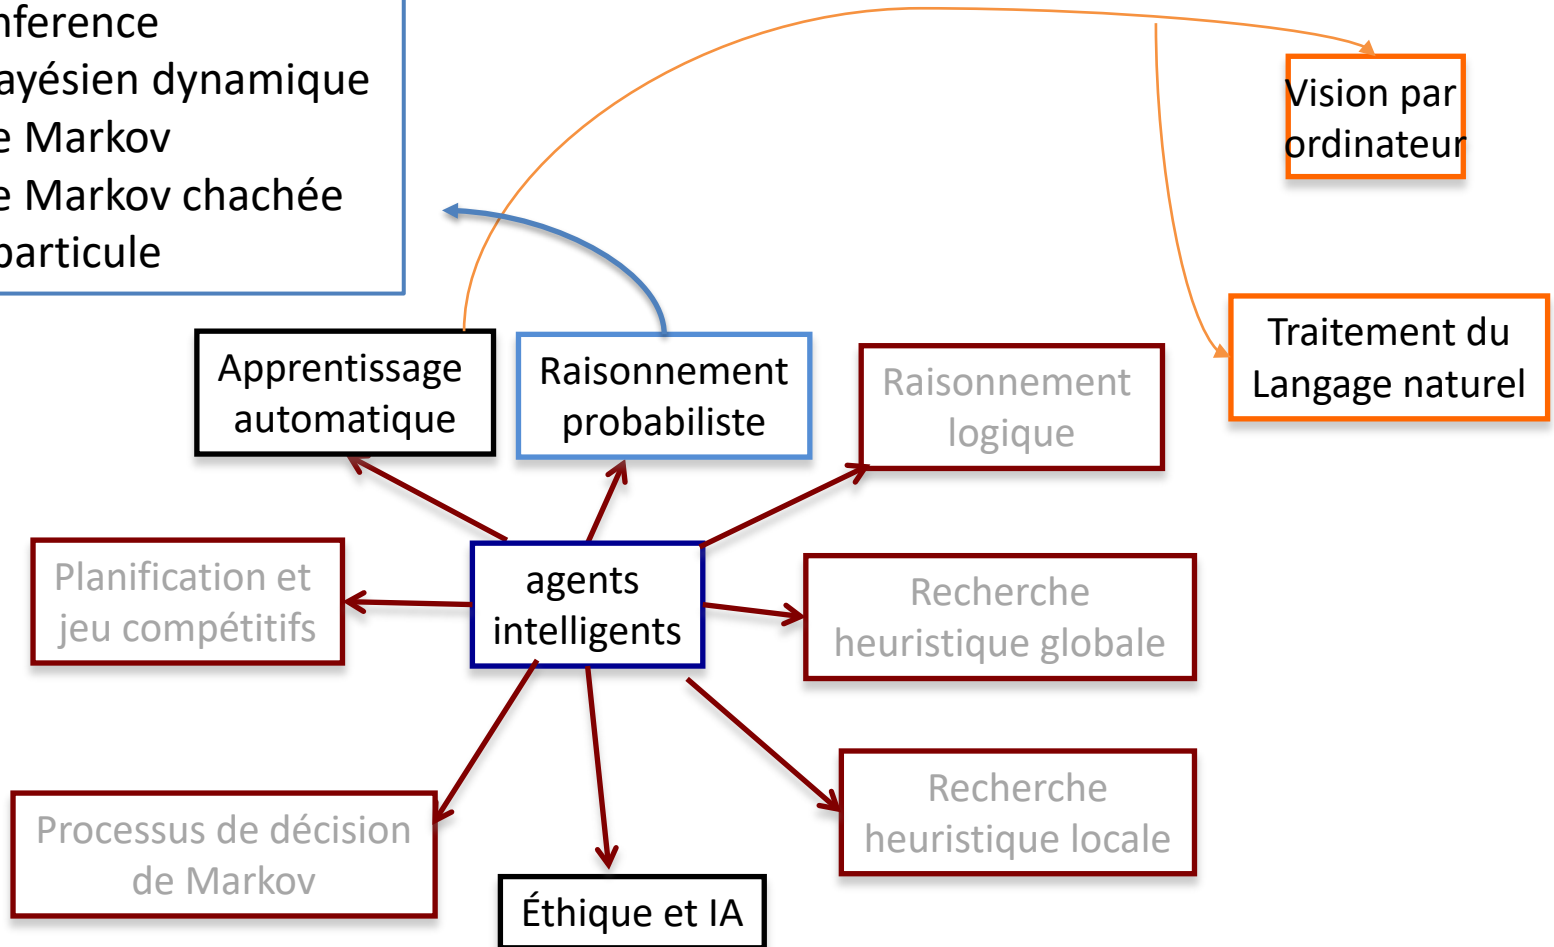 nference
ayésien dynamique
e Markov
e Markov chachée
particule
Vision par
ordinateur
Traitement du
Langage naturel
Apprentissage
automatique
Raisonnement
probabiliste
Raisonnement
logique
Planification et
jeu compétitifs
agents
intelligents
Recherche
heuristique globale
Processus de décision
de Markov
Recherche
heuristique locale
Éthique et IA